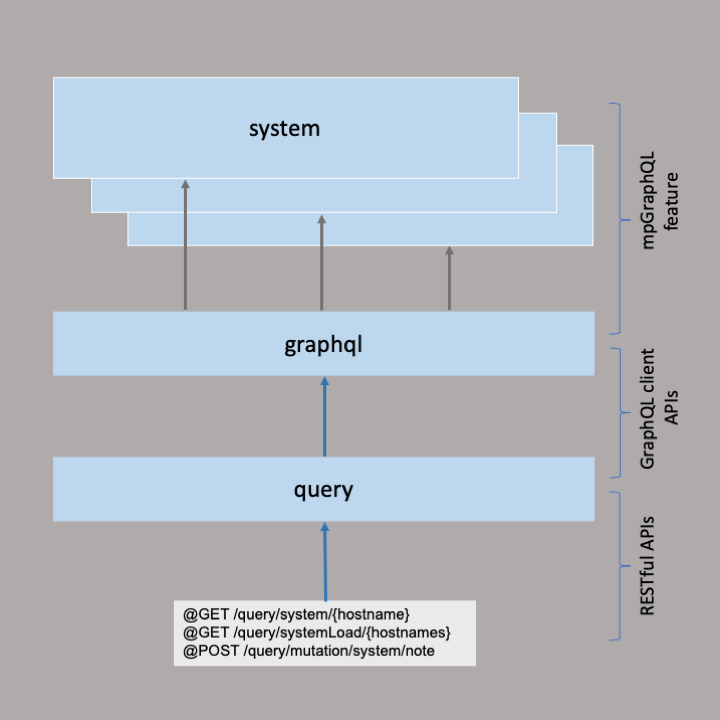 system
mpGraphQL
feature
graphql
GraphQL client
APIs
query
RESTful APIs
@GET /query/system/{hostname}
@GET /query/systemLoad/{hostnames}
@POST /query/mutation/system/note